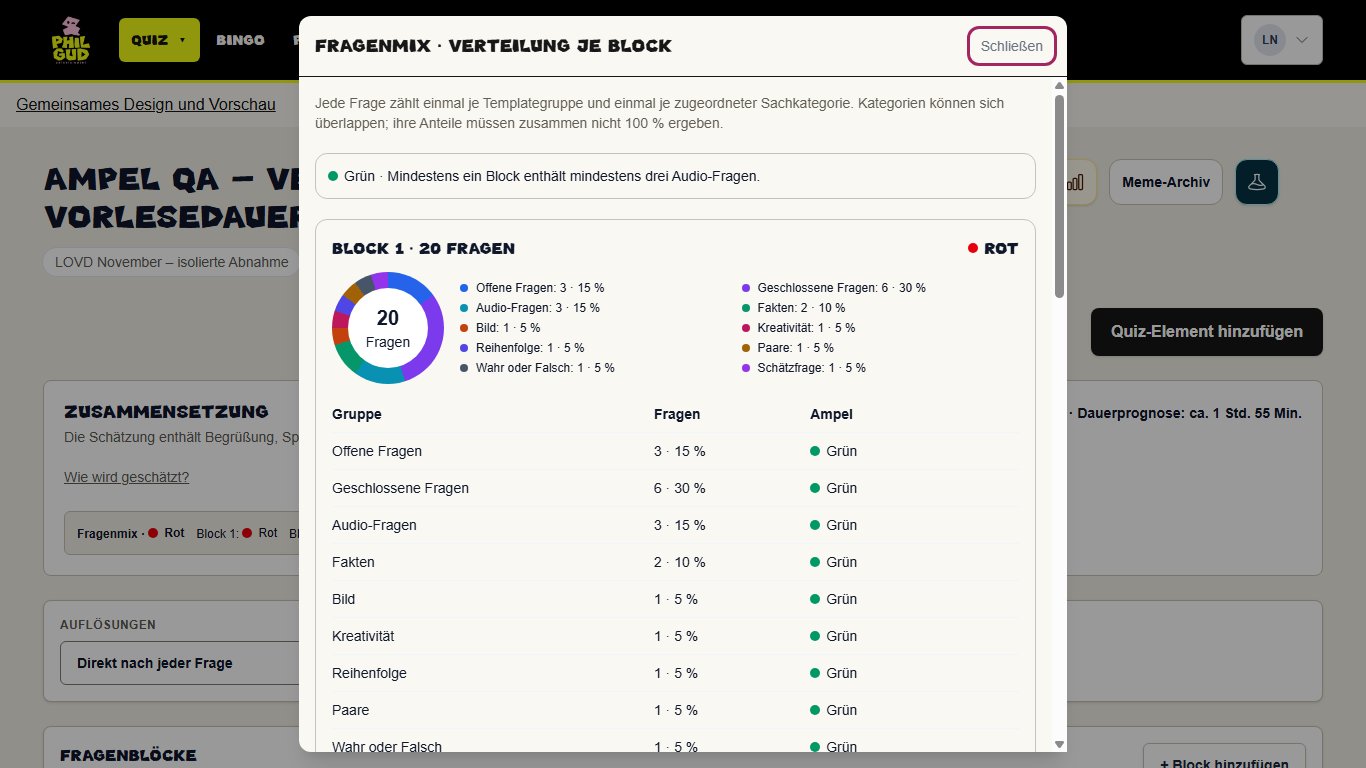 PHIL GUD
QUIZ
BINGO
LN
Gemeinsames Design und Vorschau
AMPEL QA – VE
VORLESEDAUER
LOVD November – isolierte Abnahme
Meme-Archiv
Quiz-Element hinzufügen
ZUSAMMENSETZUNG
Die Schätzung enthält Begrüßung, Sp
· Dauerprognose: ca. 1 Std. 55 Min.
Wie wird geschätzt?
Fragenmix · Rot Block 1: Rot Bl
AUFLÖSUNGEN
Direkt nach jeder Frage
FRAGENBLÖCKE
+ Block hinzufügen
FRAGENMIX · VERTEILUNG JE BLOCK
Schließen
Jede Frage zählt einmal je Templategruppe und einmal je zugeordneter Sachkategorie. Kategorien können sich
überlappen; ihre Anteile müssen zusammen nicht 100 % ergeben.
Grün · Mindestens ein Block enthält mindestens drei Audio-Fragen.
BLOCK 1 · 20 FRAGEN
ROT
20
Fragen
Offene Fragen: 3 · 15 %
Geschlossene Fragen: 6 · 30 %
Audio-Fragen: 3 · 15 %
Fakten: 2 · 10 %
Bild: 1 · 5 %
Kreativität: 1 · 5 %
Reihenfolge: 1 · 5 %
Paare: 1 · 5 %
Wahr oder Falsch: 1 · 5 %
Schätzfrage: 1 · 5 %
Gruppe Fragen Ampel
Offene Fragen 3 · 15 % Grün
Geschlossene Fragen 6 · 30 % Grün
Audio-Fragen 3 · 15 % Grün
Fakten 2 · 10 % Grün
Bild 1 · 5 % Grün
Kreativität 1 · 5 % Grün
Reihenfolge 1 · 5 % Grün
Paare 1 · 5 % Grün
Wahr oder Falsch 1 · 5 % Grün